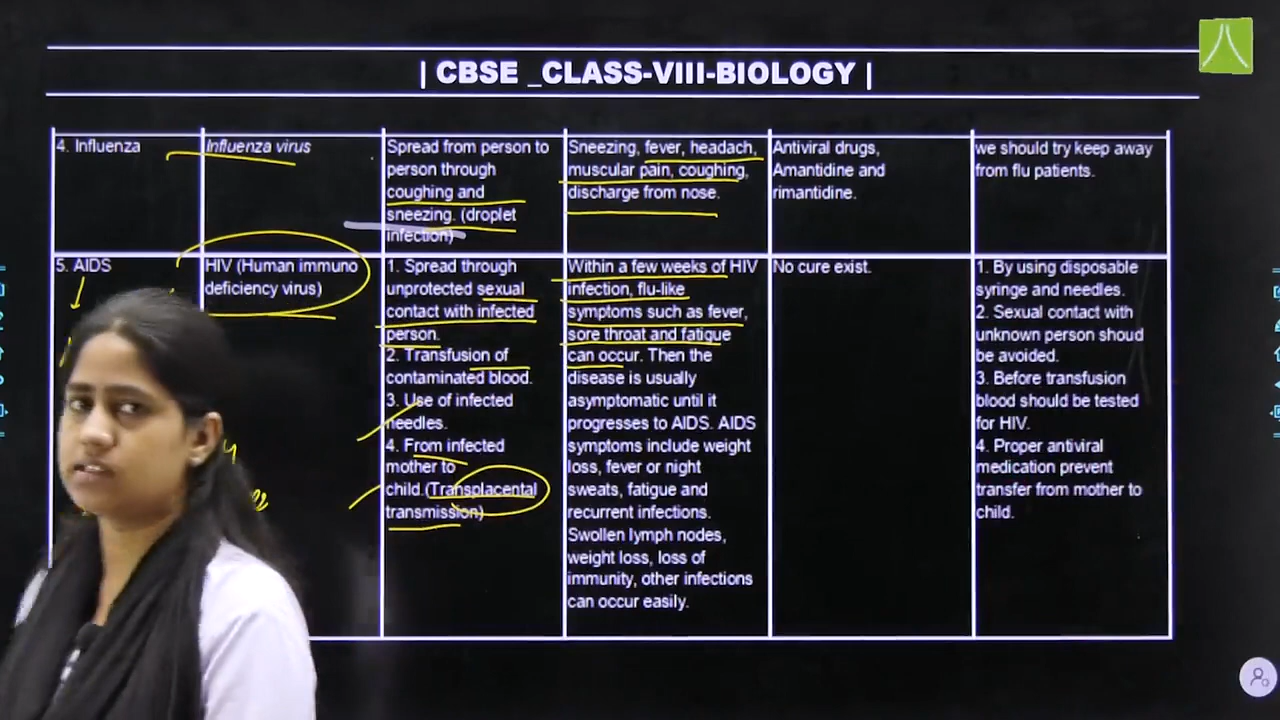 | CBSE _CLASS-VIII-BIOLOGY |
4. Influenza
Influenza virus
Spread from person to
person through
coughing and
sneezing. (droplet
infection)
Sneezing, fever, headach,
muscular pain, coughing,
discharge from nose.
Antiviral drugs,
Amantidine and
rimantidine.
we should try keep away
from flu patients.
5. AIDS
HIV (Human immuno
deficiency virus)
1. Spread through
unprotected sexual
contact with infected
person.
2. Transfusion of
contaminated blood.
3. Use of infected
needles.
4. From infected
mother to
child.(Transplacental
transmission)
Within a few weeks of HIV
infection, flu-like
symptoms such as fever,
sore throat and fatigue
can occur. Then the
disease is usually
asymptomatic until it
progresses to AIDS. AIDS
symptoms include weight
loss, fever or night
sweats, fatigue and
recurrent infections.
Swollen lymph nodes,
weight loss, loss of
immunity, other infections
can occur easily.
No cure exist.
1. By using disposable
syringe and needles.
2. Sexual contact with
unknown person shoud
be avoided.
3. Before transfusion
blood should be tested
for HIV.
4. Proper antiviral
medication prevent
transfer from mother to
child.